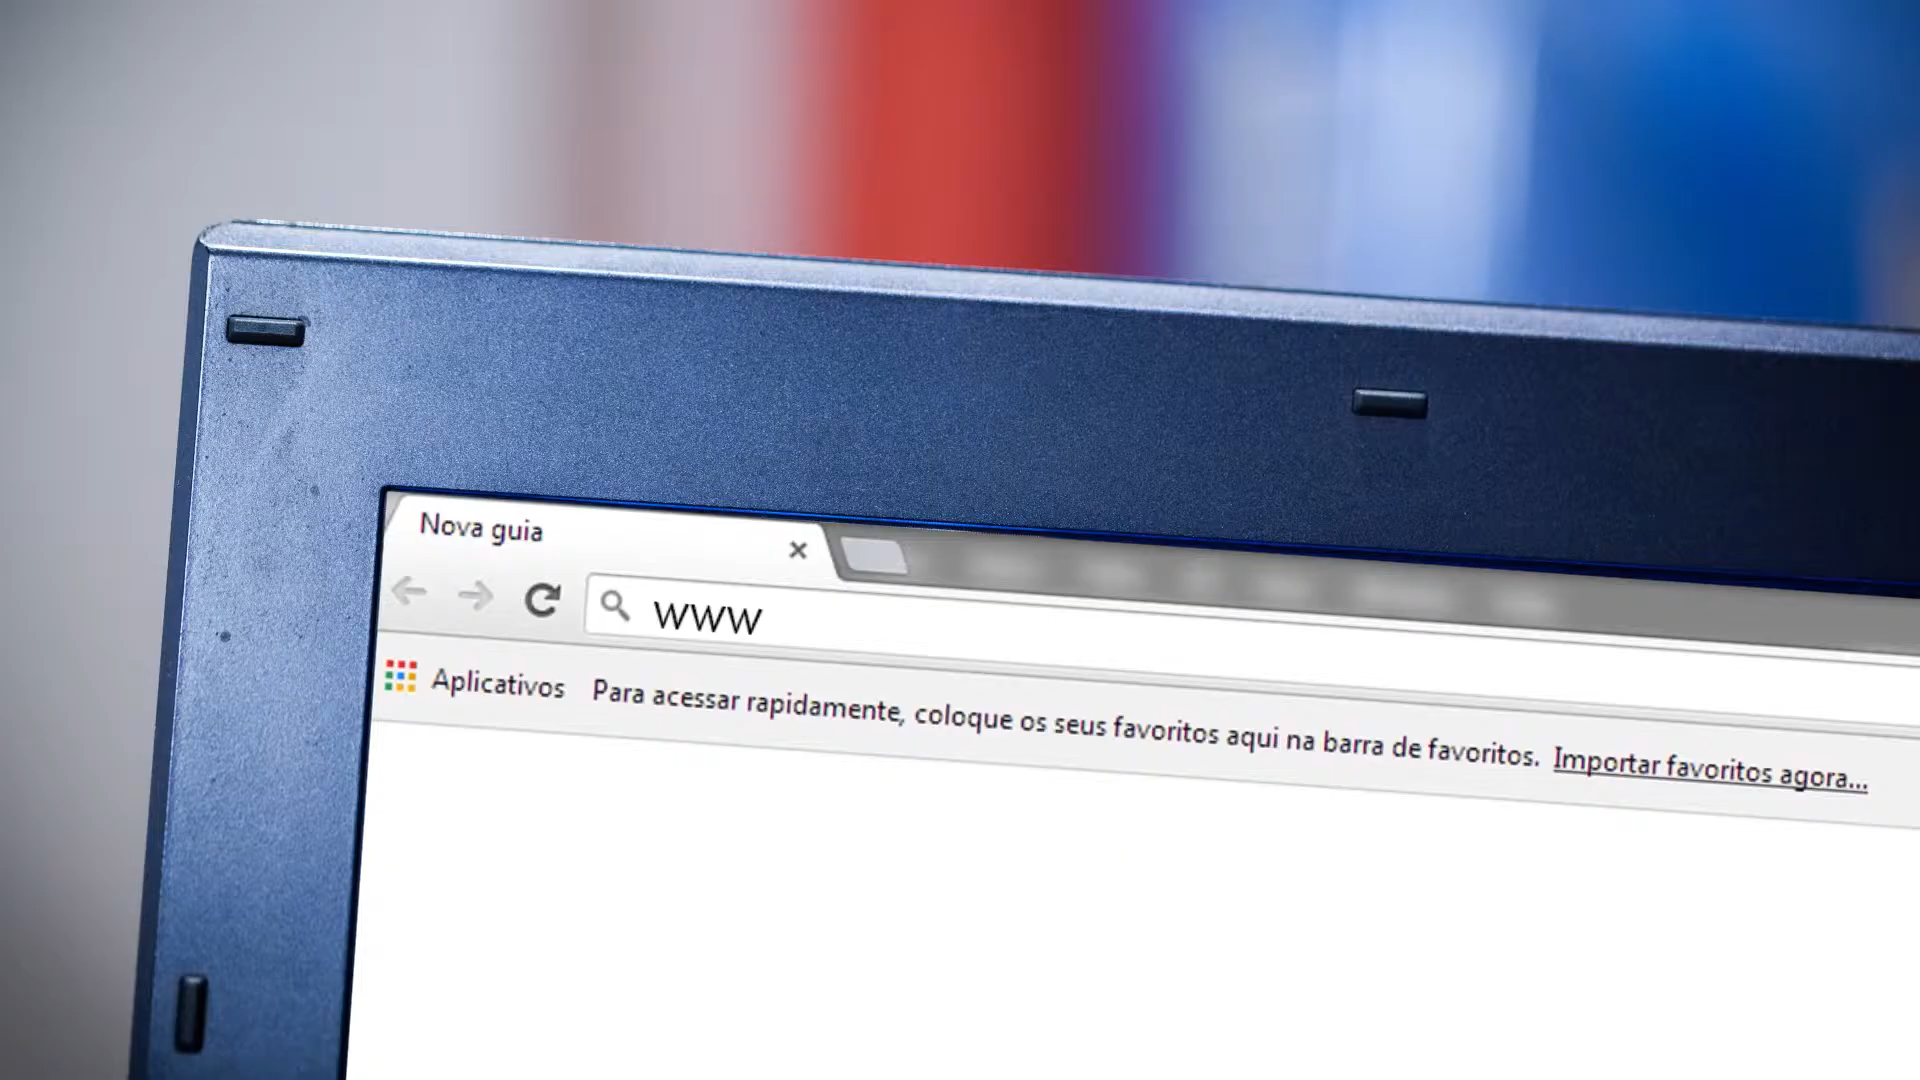 Nova guia
www
Aplicativos Para acessar rapidamente, coloque os seus favoritos aqui na barra de favoritos. Importar favoritos agora...